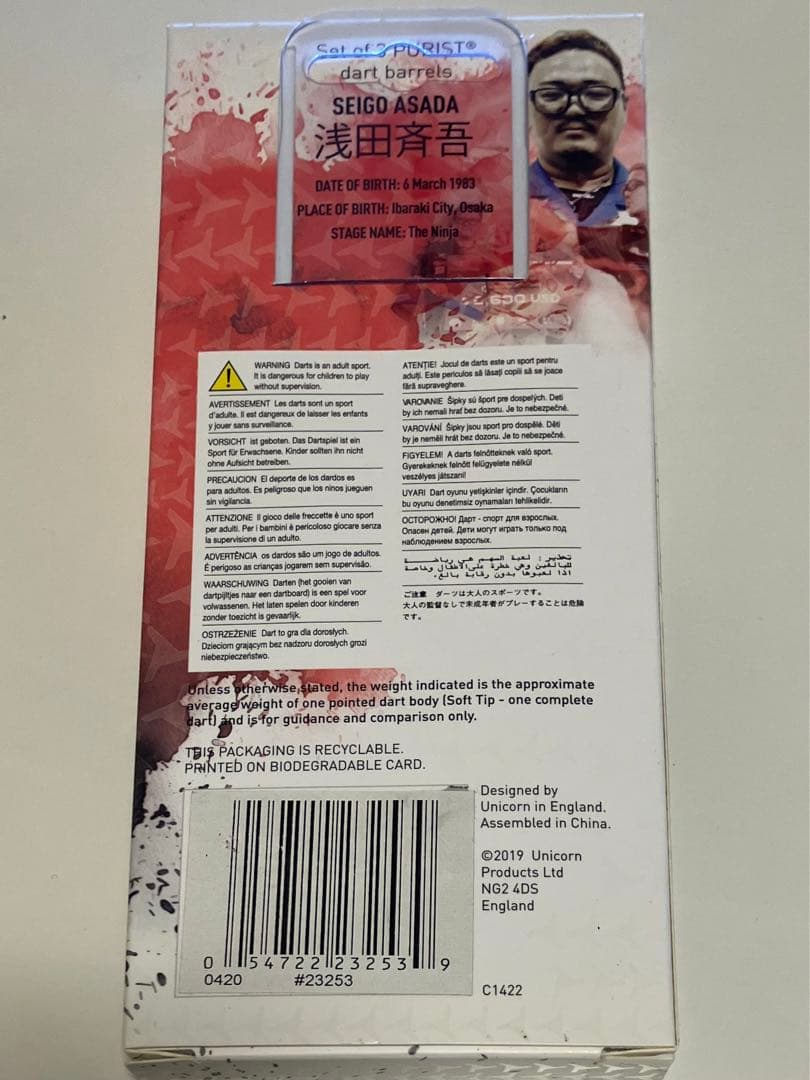 Set of 3 PURIST®
dart barrels
SEIGO ASADA
浅田斉吾
DATE OF BIRTH: 6 March 1983
PLACE OF BIRTH: Ibaraki City, Osaka
STAGE NAME: The Ninja
WARNING Darts is an adult sport.
It is dangerous for children to play
without supervision.
AVERTISSEMENT Les darts sont un sport
d'adulte. Il est dangereux de laisser les enfants
y jouer sans surveillance.
VORSICHT ist geboten. Das Dartspiel ist ein
Sport für Erwachsene. Kinder sollten ihn nicht
ohne Aufsicht betreiben.
PRECAUCION El deporte de los dardos es
para adultos. Es peligroso que los ninos jueguen
sin vigilancia.
ATTENZIONE Il gioco delle freccette è uno sport
per adulti. Per i bambini è pericoloso giocare senza
la supervisione di un adulto.
ADVERTÊNCIA os dardos são um jogo de adultos.
É perigoso as crianças jogarem sem supervisão.
WAARSCHUWING Darten (het gooien van
dartpijltjes naar een dartboard) is een spel voor
volwassenen. Het laten spelen door kinderen
zonder toezicht is gevaarlijk.
OSTRZEŻENIE Dart to gra dla dorosłych.
Dzieciom grającym bez nadzoru dorosłych grozi
niebezpieczeństwo.
ATENȚIE! Jocul de darts este un sport pentru
adulți. Este periculos să lăsați copiii să se joace
fără supraveghere.
VAROVANIE Šípky sú šport pre dospelých. Deti
by ich nemali hrať bez dozoru. Je to nebezpečné.
VAROVÁNÍ Šipky jsou sport pro dospělé. Děti
by je neměli hrát bez dozoru. Je to nebezpečné.
FIGYELEM! A darts felnőtteknek való sport.
Gyerekeknek felnőtt felügyelete nélkül
veszélyes játszani!
UYARI Dart oyunu yetişkinler içindir. Çocukların
bu oyunu denetimsiz oynamaları tehlikelidir.
ОСТОРОЖНО! Дарт - спорт для взрослых.
Опасен детей. Дети могут играть только под
наблюдением взрослых.
تحذير : لعبة السهم هي رياضة
للبالغين وهي خطرة على الأطفال وخاصة
اذا لعبوها بدون رقابة بالغ.
ご注意 ダーツは大人のスポーツです。
大人の監督なしで未成年者がプレーすることは危険
です。
Unless otherwise stated, the weight indicated is the approximate
average weight of one pointed dart body (Soft Tip - one complete
dart) and is for guidance and comparison only.
THIS PACKAGING IS RECYCLABLE.
PRINTED ON BIODEGRADABLE CARD.
Designed by
Unicorn in England.
Assembled in China.
©2019 Unicorn
Products Ltd
NG2 4DS
England
0 54722 23253 9
0420 #23253
C1422